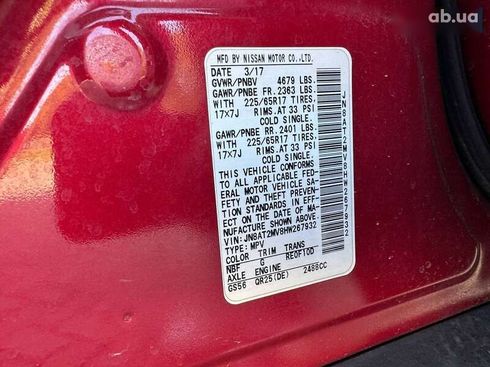 ab.ua
MFD BY NISSAN MOTOR CO.,LTD.
DATE 3/17
GVWR/PNBV 4679 LBS.
GAWR/PNBE FR. 2363 LBS.
WITH 225/65R17 TIRES,
17X7J RIMS,AT 33 PSI
COLD SINGLE.
GAWR/PNBE RR. 2401 LBS.
WITH 225/65R17 TIRES,
17X7J RIMS,AT 33 PSI
COLD SINGLE.
THIS VEHICLE CONFORMS
TO ALL APPLICABLE FED-
ERAL MOTOR VEHICLE SA-
FETY AND THEFT PREVENTION
STANDARDS IN EFF-
ECT ON THE DATE OF MA-
NUFACTURE SHOWN ABOVE.
VIN: JN8AT2MV8HW267932
TYPE: MPV
COLOR TRIM TRANS
NBF G RE0F10D
AXLE ENGINE
GS56 QR25(DE) 2488CC
JN8AT2MV8HW267932